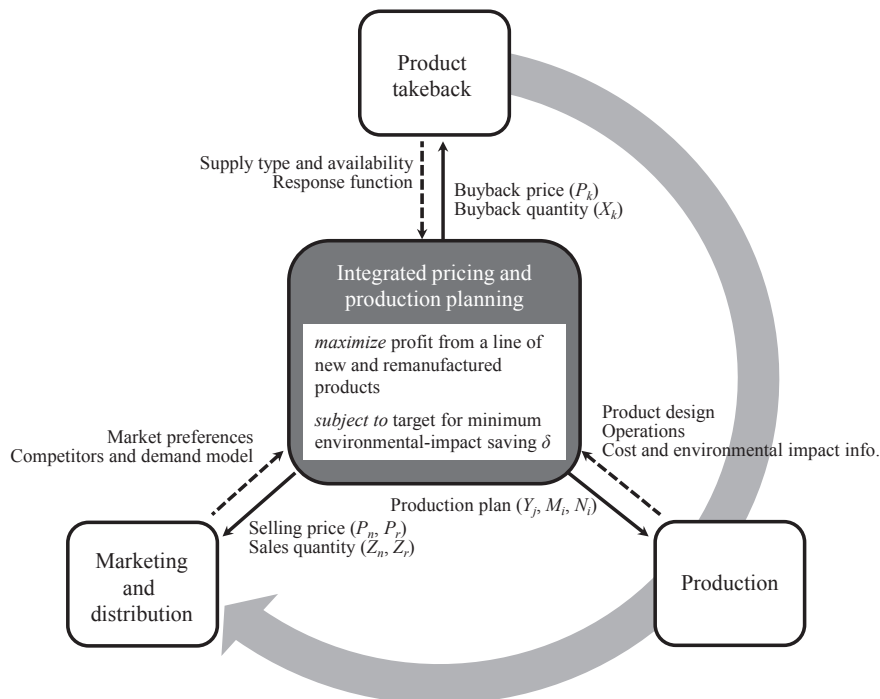 Product
takeback
Supply type and availability
Response function
Buyback price (Pₖ)
Buyback quantity (Xₖ)
Integrated pricing and
production planning
maximize profit from a line of
new and remanufactured
products
subject to target for minimum
environmental-impact saving δ
Market preferences
Competitors and demand model
Product design
Operations
Cost and environmental impact info.
Production plan (Yⱼ, Mᵢ, Nᵢ)
Selling price (Pₙ, Pᵣ)
Sales quantity (Zₙ, Zᵣ)
Marketing
and
distribution
Production